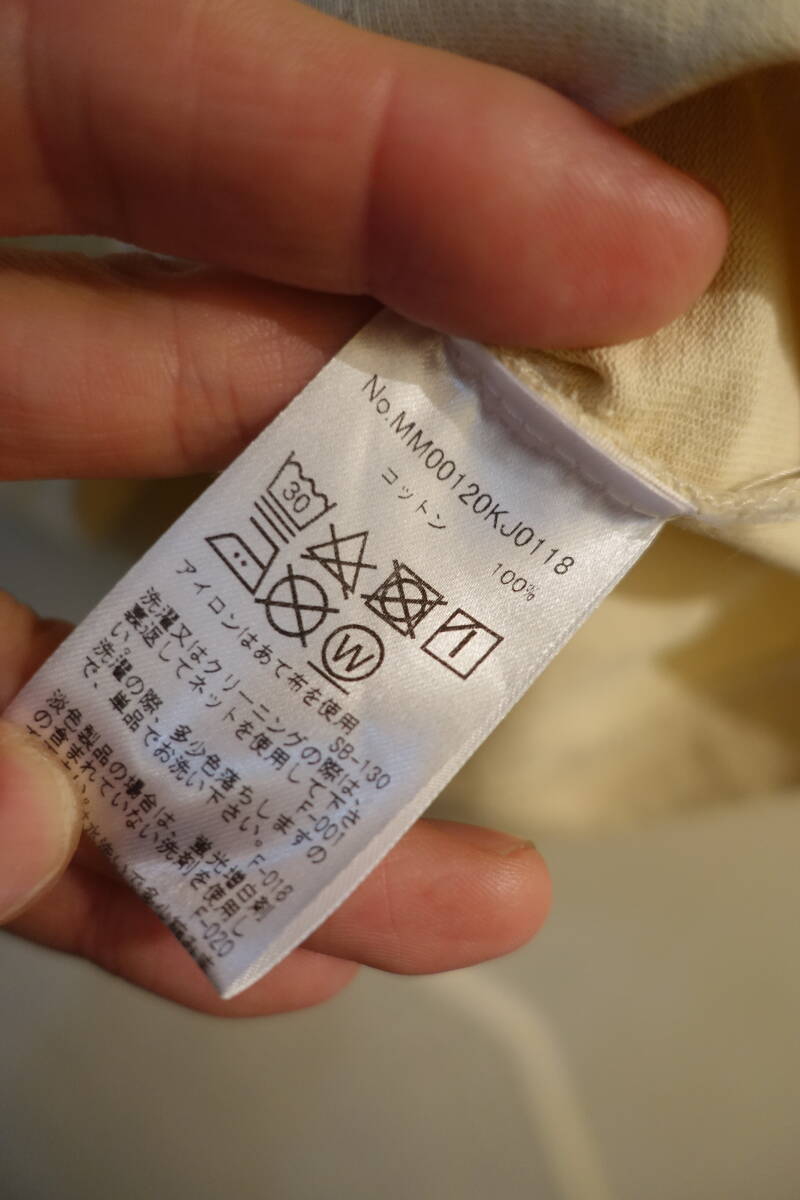 No.MM00120KJ0118
コットン 100%
30
W
アイロンはあて布を使用
SB-130
洗濯又はクリーニングの際は、
裏返してネットを使用して下さ
い。 F-001
洗濯の際、多少色落ちしますの
で、単品でお洗い下さい。
F-018
淡色製品の場合は、蛍光増白剤
の含まれていない洗剤を使用し
F-020